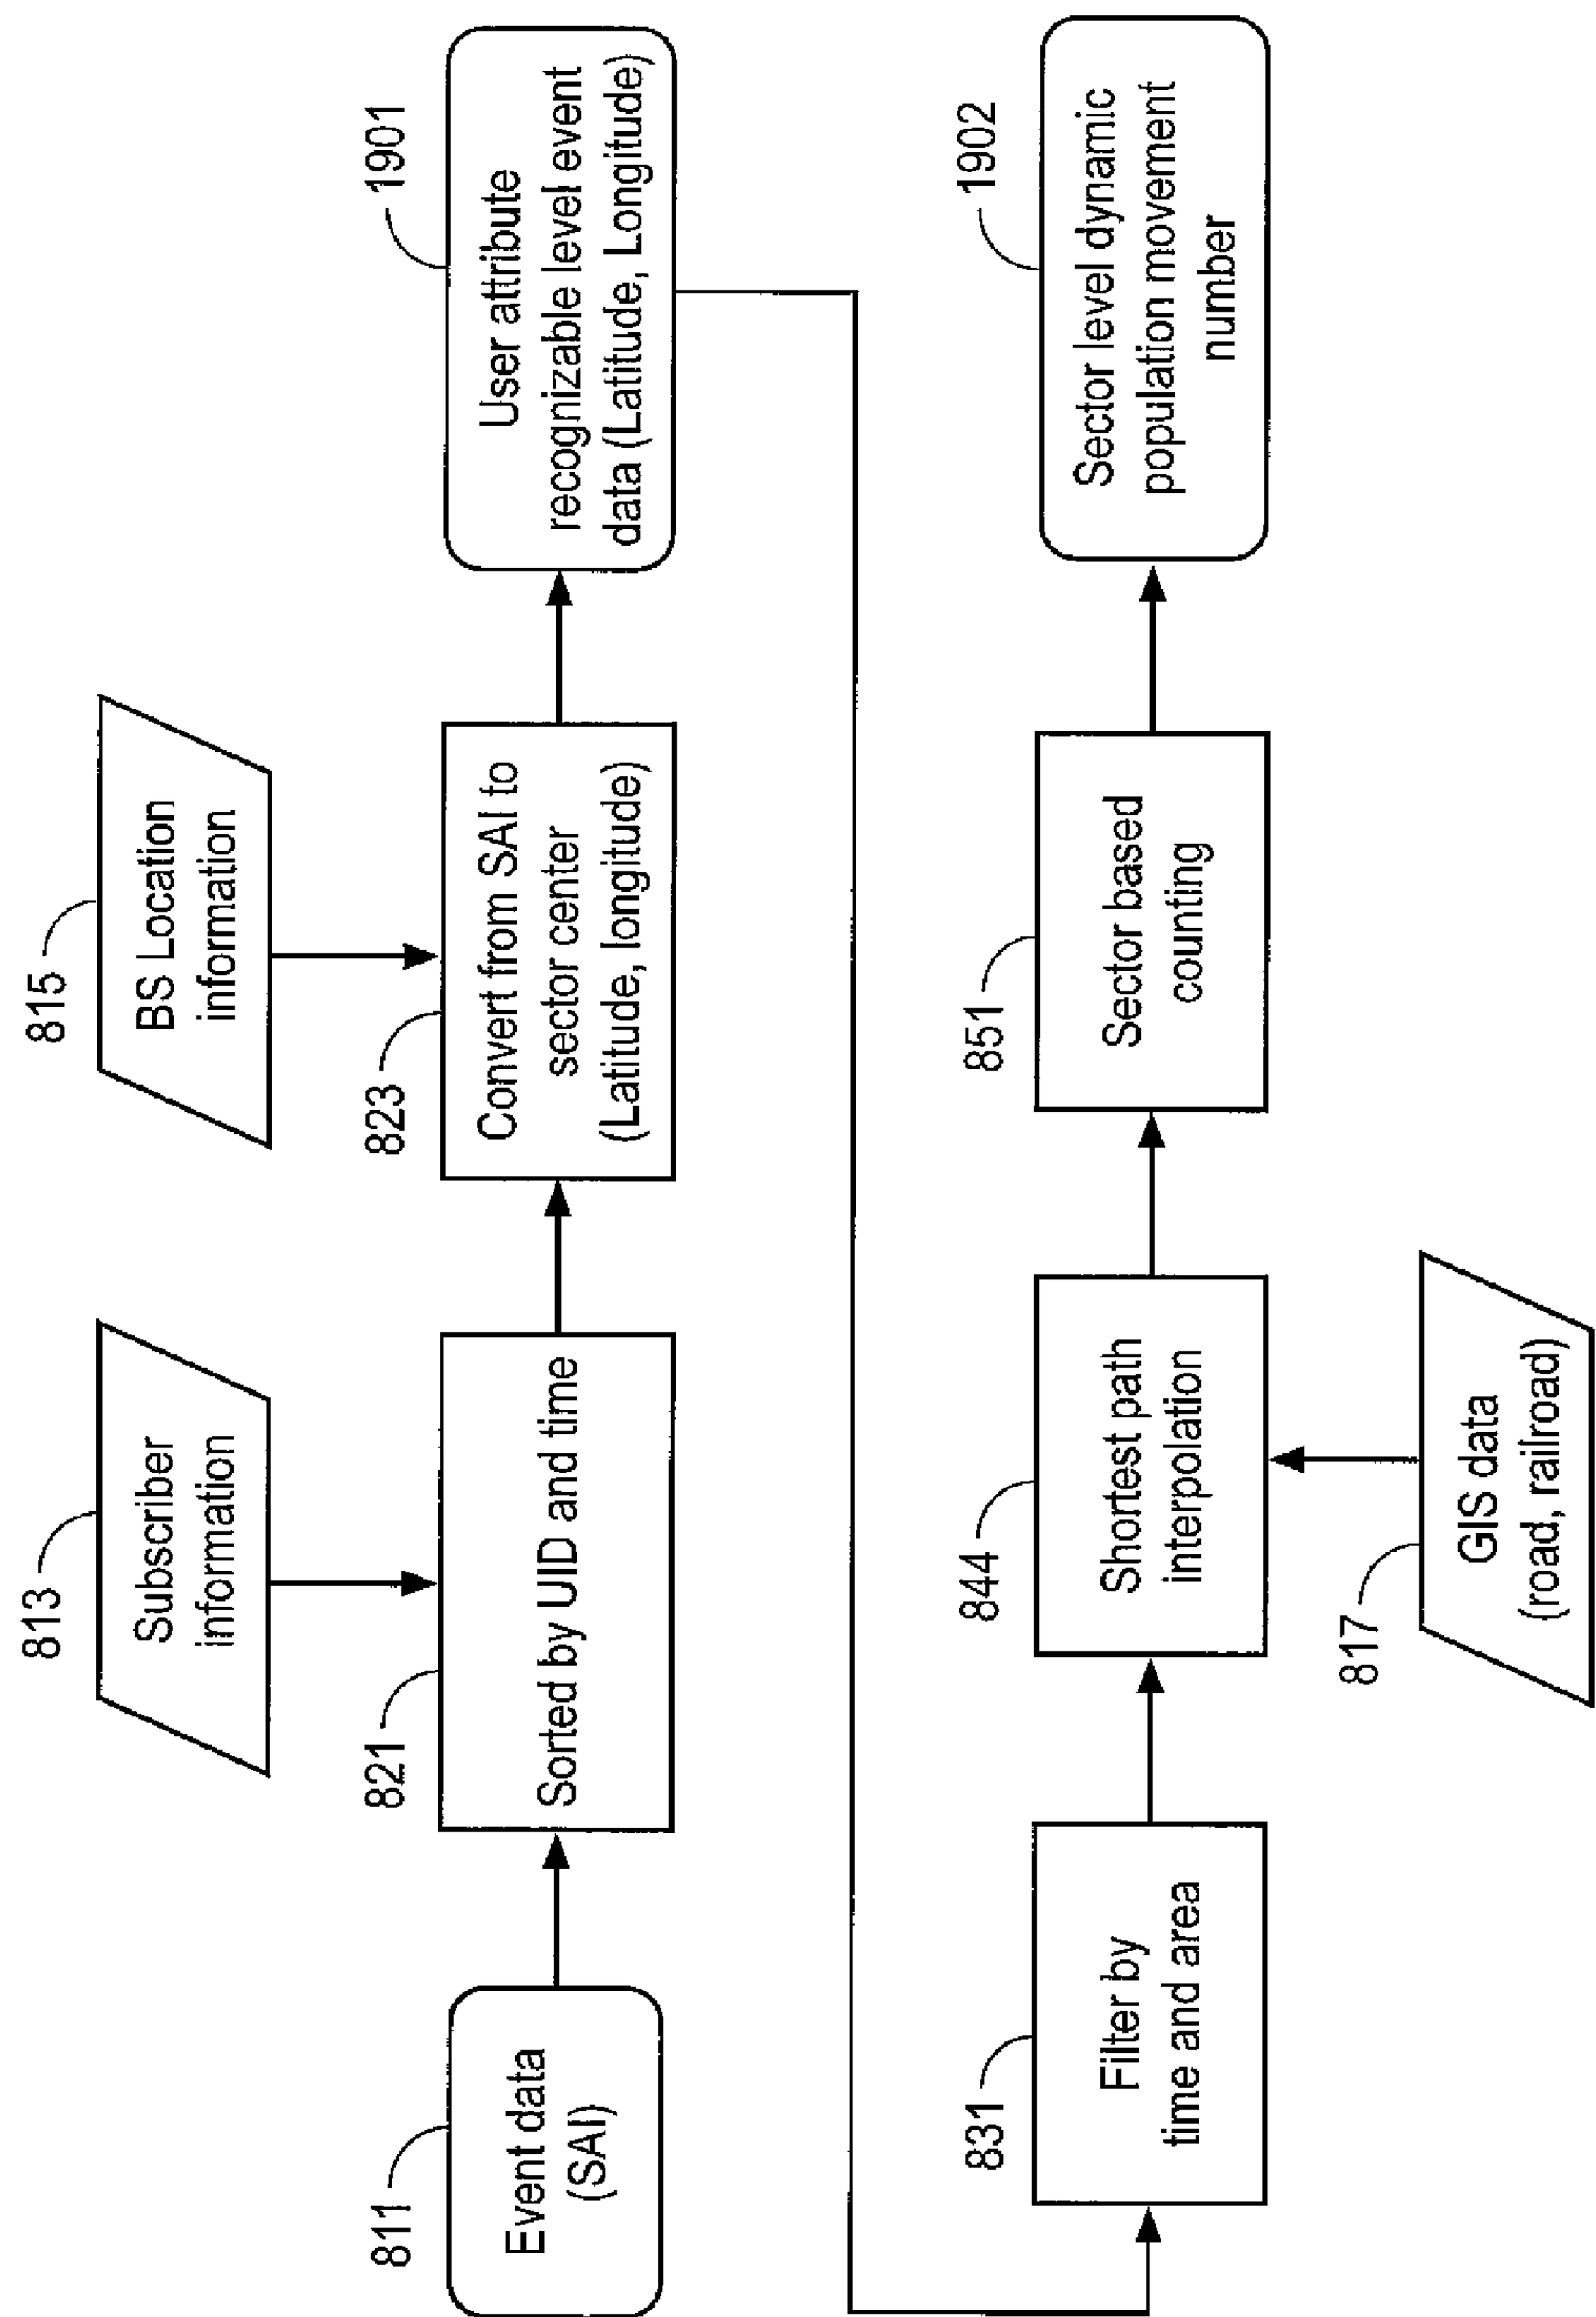 811
Event data
(SAI)
813
Subscriber
information
821
Sorted by UID and time
815
BS Location
information
823
Convert from SAI to
sector center
(Latitude, longitude)
1901
User attribute
recognizable level event
data (Latitude, Longitude)
831
Filter by
time and area
844
Shortest path
interpolation
817
GIS data
(road, railroad)
851
Sector based
counting
1902
Sector level dynamic
population movement
number